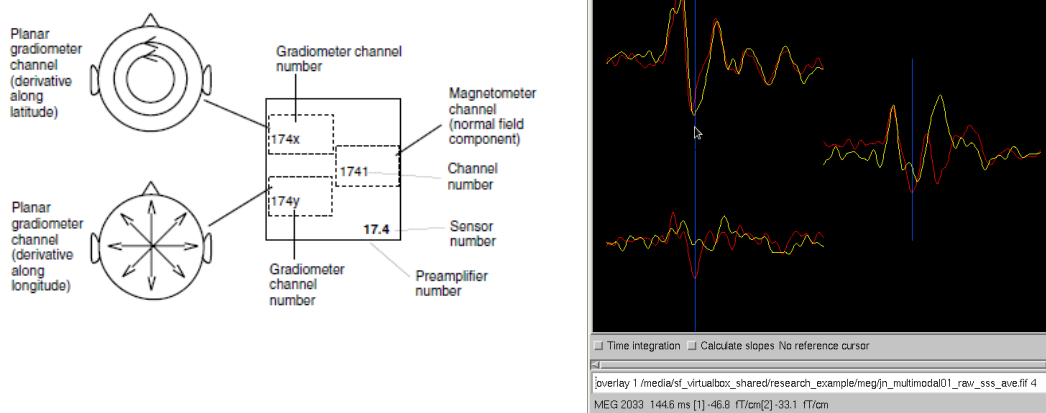 Planar
gradiometer
channel
(derivative
along
latitude)
Gradiometer channel
number
Magnetometer
channel
(normal field
component)
174x
1741
Channel
number
174y
17.4
Sensor
number
Planar
gradiometer
channel
(derivative
along
longitude)
Gradiometer
channel
number
Preamplifier
number
Time integration
Calculate slopes
No reference cursor
overlay 1 /media/sf_virtualbox_shared/research_example/meg/jn_multimodal01_raw_sss_ave.fif 4
MEG 2033 144.6 ms [1] -46.8 fT/cm[2] -33.1 fT/cm